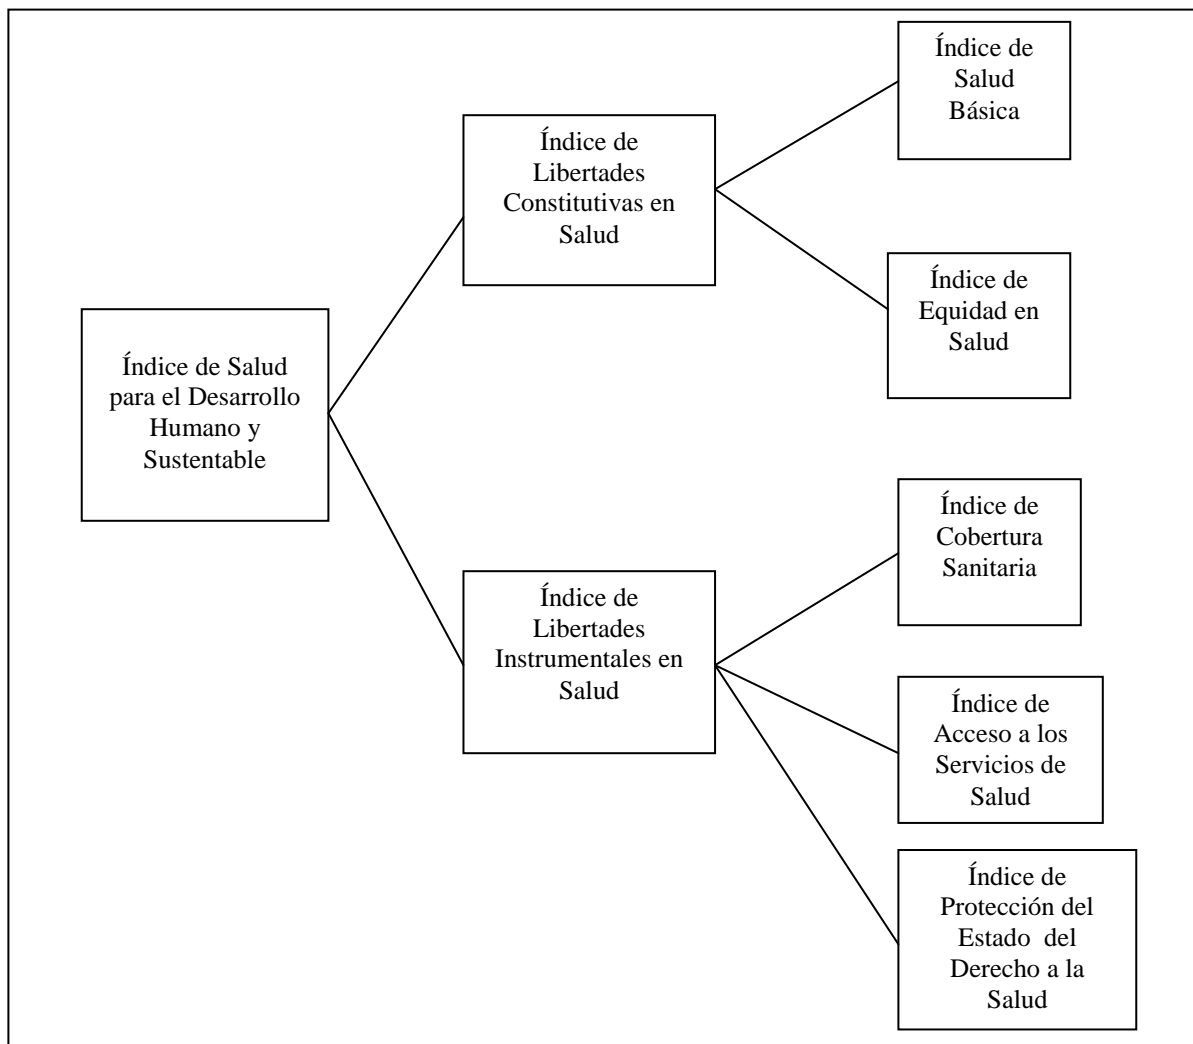 Índice de Salud
para el Desarrollo
Humano y
Sustentable
Índice de
Libertades
Constitutivas en
Salud
Índice de
Salud
Básica
Índice de
Equidad en
Salud
Índice de
Libertades
Instrumentales en
Salud
Índice de
Cobertura
Sanitaria
Índice de
Acceso a los
Servicios de
Salud
Índice de
Protección del
Estado  del
Derecho a la
Salud